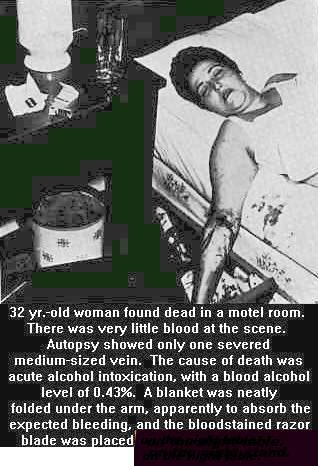 32 yr.-old woman found dead in a motel room.
There was very little blood at the scene.
Autopsy showed only one severed
medium-sized vein. The cause of death was
acute alcohol intoxication, with a blood alcohol
level of 0.43%. A blanket was neatly
folded under the arm, apparently to absorb the
expected bleeding, and the bloodstained razor
blade was placed